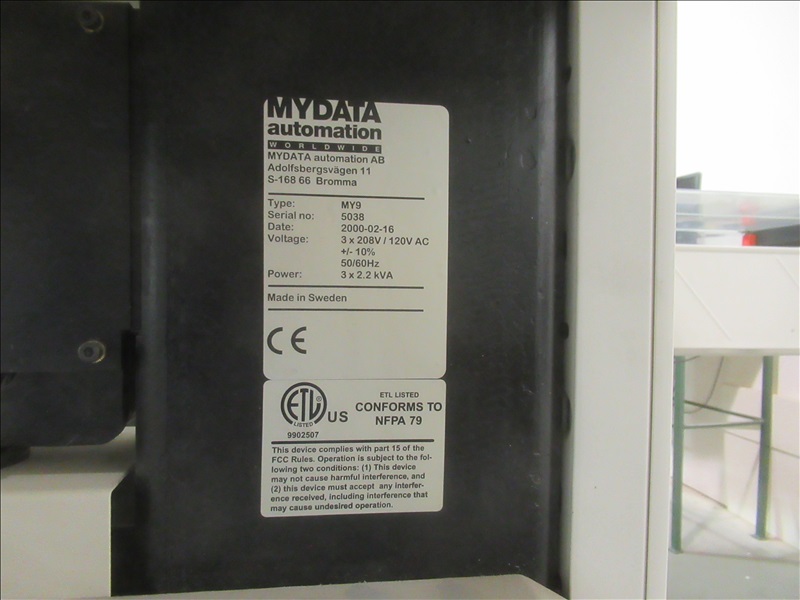 MYDATA
automation
WORLDWIDE
MYDATA automation AB
Adolfsbergsvägen 11
S-168 66 Bromma
Type: MY9
Serial no: 5038
Date: 2000-02-16
Voltage: 3 x 208V / 120V AC
+/- 10%
50/60Hz
Power: 3 x 2.2 kVA
Made in Sweden
CE
ETL LISTED
ETL ® US CONFORMS TO
LISTED NFPA 79
9902507
This device complies with part 15 of the
FCC Rules. Operation is subject to the fol-
lowing two conditions: (1) This device
may not cause harmful interference, and
(2) this device must accept any interfer-
ence received, including interference that
may cause undesired operation.